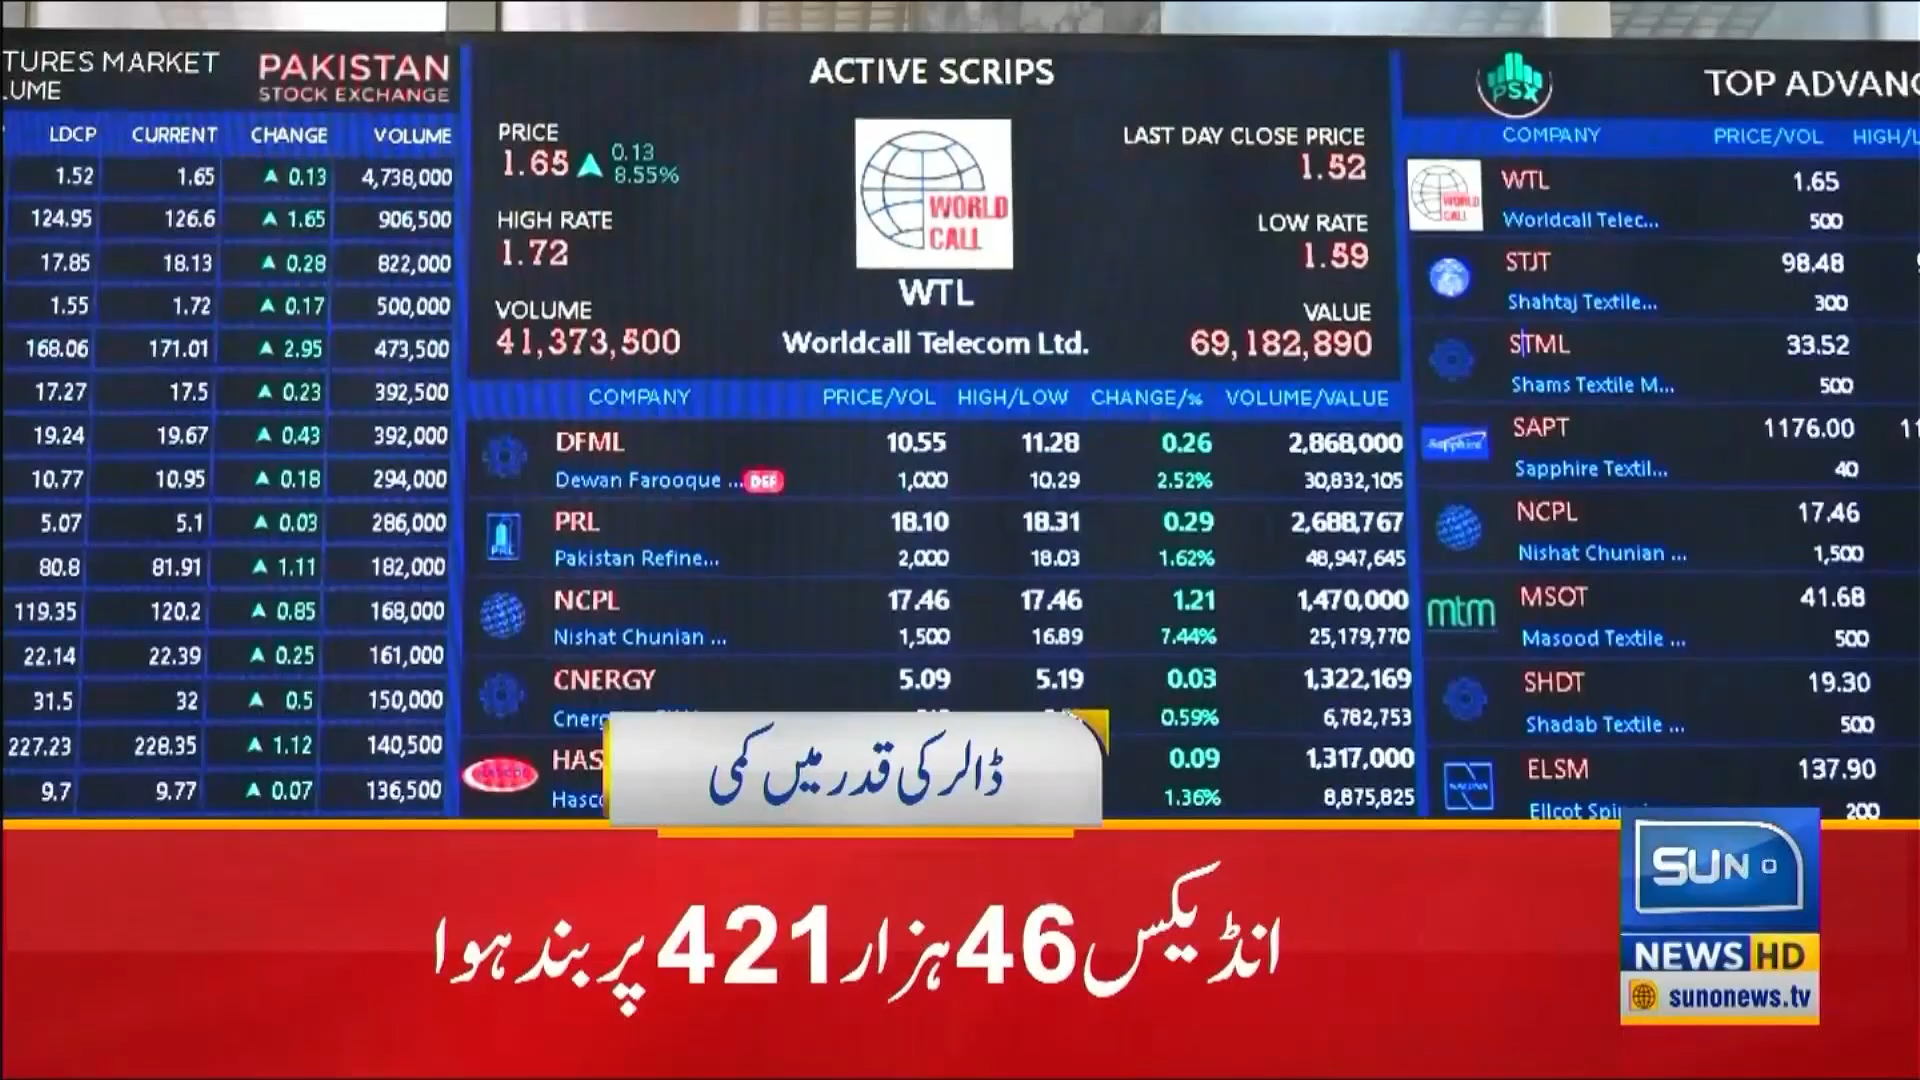 TURES MARKET
LUME
PAKISTAN
STOCK EXCHANGE
LDCP CURRENT CHANGE VOLUME
1.52 1.65 ▲ 0.13 4,738,000
124.95 126.6 ▲ 1.65 906,500
17.85 18.13 ▲ 0.28 822,000
1.55 1.72 ▲ 0.17 500,000
168.06 171.01 ▲ 2.95 473,500
17.27 17.5 ▲ 0.23 392,500
19.24 19.67 ▲ 0.43 392,000
10.77 10.95 ▲ 0.18 294,000
5.07 5.1 ▲ 0.03 286,000
80.8 81.91 ▲ 1.11 182,000
119.35 120.2 ▲ 0.85 168,000
22.14 22.39 ▲ 0.25 161,000
31.5 32 ▲ 0.5 150,000
227.23 228.35 ▲ 1.12 140,500
9.7 9.77 ▲ 0.07 136,500
ACTIVE SCRIPS
PRICE
1.65 ▲ 0.13
8.55%
HIGH RATE
1.72
VOLUME
41,373,500
WORLD
CALL
WTL
Worldcall Telecom Ltd.
LAST DAY CLOSE PRICE
1.52
LOW RATE
1.59
VALUE
69,182,890
COMPANY PRICE/VOL HIGH/LOW CHANGE/% VOLUME/VALUE
DFML 10.55 11.28 0.26 2,868,000
Dewan Farooque ... DEF 1,000 10.29 2.52% 30,832,105
PRL 18.10 18.31 0.29 2,688,767
PRL Pakistan Refine... 2,000 18.03 1.62% 48,947,645
NCPL 17.46 17.46 1.21 1,470,000
Nishat Chunian ... 1,500 16.89 7.44% 25,179,770
CNERGY 5.09 5.19 0.03 1,322,169
Cnerg 0.59% 6,782,753
HAS 0.09 1,317,000
Hasco 1.36% 8,875,825
PSX
TOP ADVANC
COMPANY PRICE/VOL HIGH/L
WORLD
CALL
WTL 1.65
Worldcall Telec... 500
STJT 98.48
Shahtaj Textile... 300
STML 33.52
Shams Textile M... 500
Sapphire
SAPT 1176.00 11
Sapphire Textil... 40
NCPL 17.46
Nishat Chunian ... 1,500
mtm
MSOT 41.68
Masood Textile ... 500
SHDT 19.30
Shadab Textile ... 500
ELSM 137.90
Ellcot Spi 200
ڈالر کی قدر میں کمی
انڈیکس 46 ہزار 421 پر بند ہوا
SUNO
NEWS HD
sunonews.tv